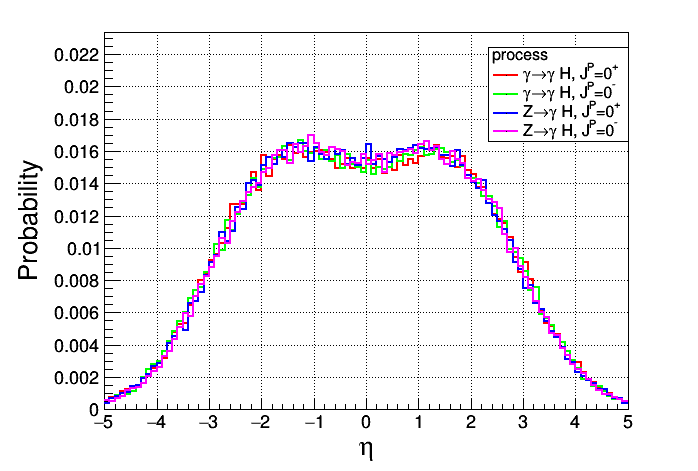 process
γ→γ H, J^P=0^+
γ→γ H, J^P=0^-
Z→γ H, J^P=0^+
Z→γ H, J^P=0^-
Probability
0.022
0.02
0.018
0.016
0.014
0.012
0.01
0.008
0.006
0.004
0.002
0
−5 −4 −3 −2 −1 0 1 2 3 4 5
η